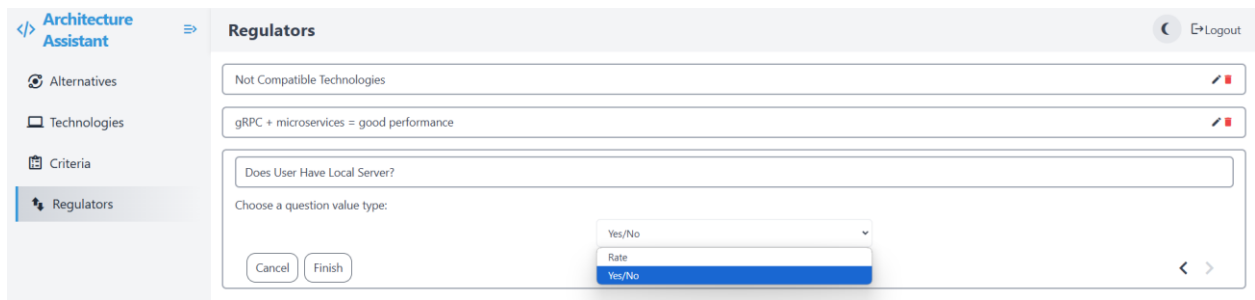 </> Architecture
Assistant
Regulators
Logout
Alternatives
Technologies
Criteria
Regulators
Not Compatible Technologies
gRPC + microservices = good performance
Does User Have Local Server?
Choose a question value type:
Yes/No
Rate
Yes/No
Cancel
Finish